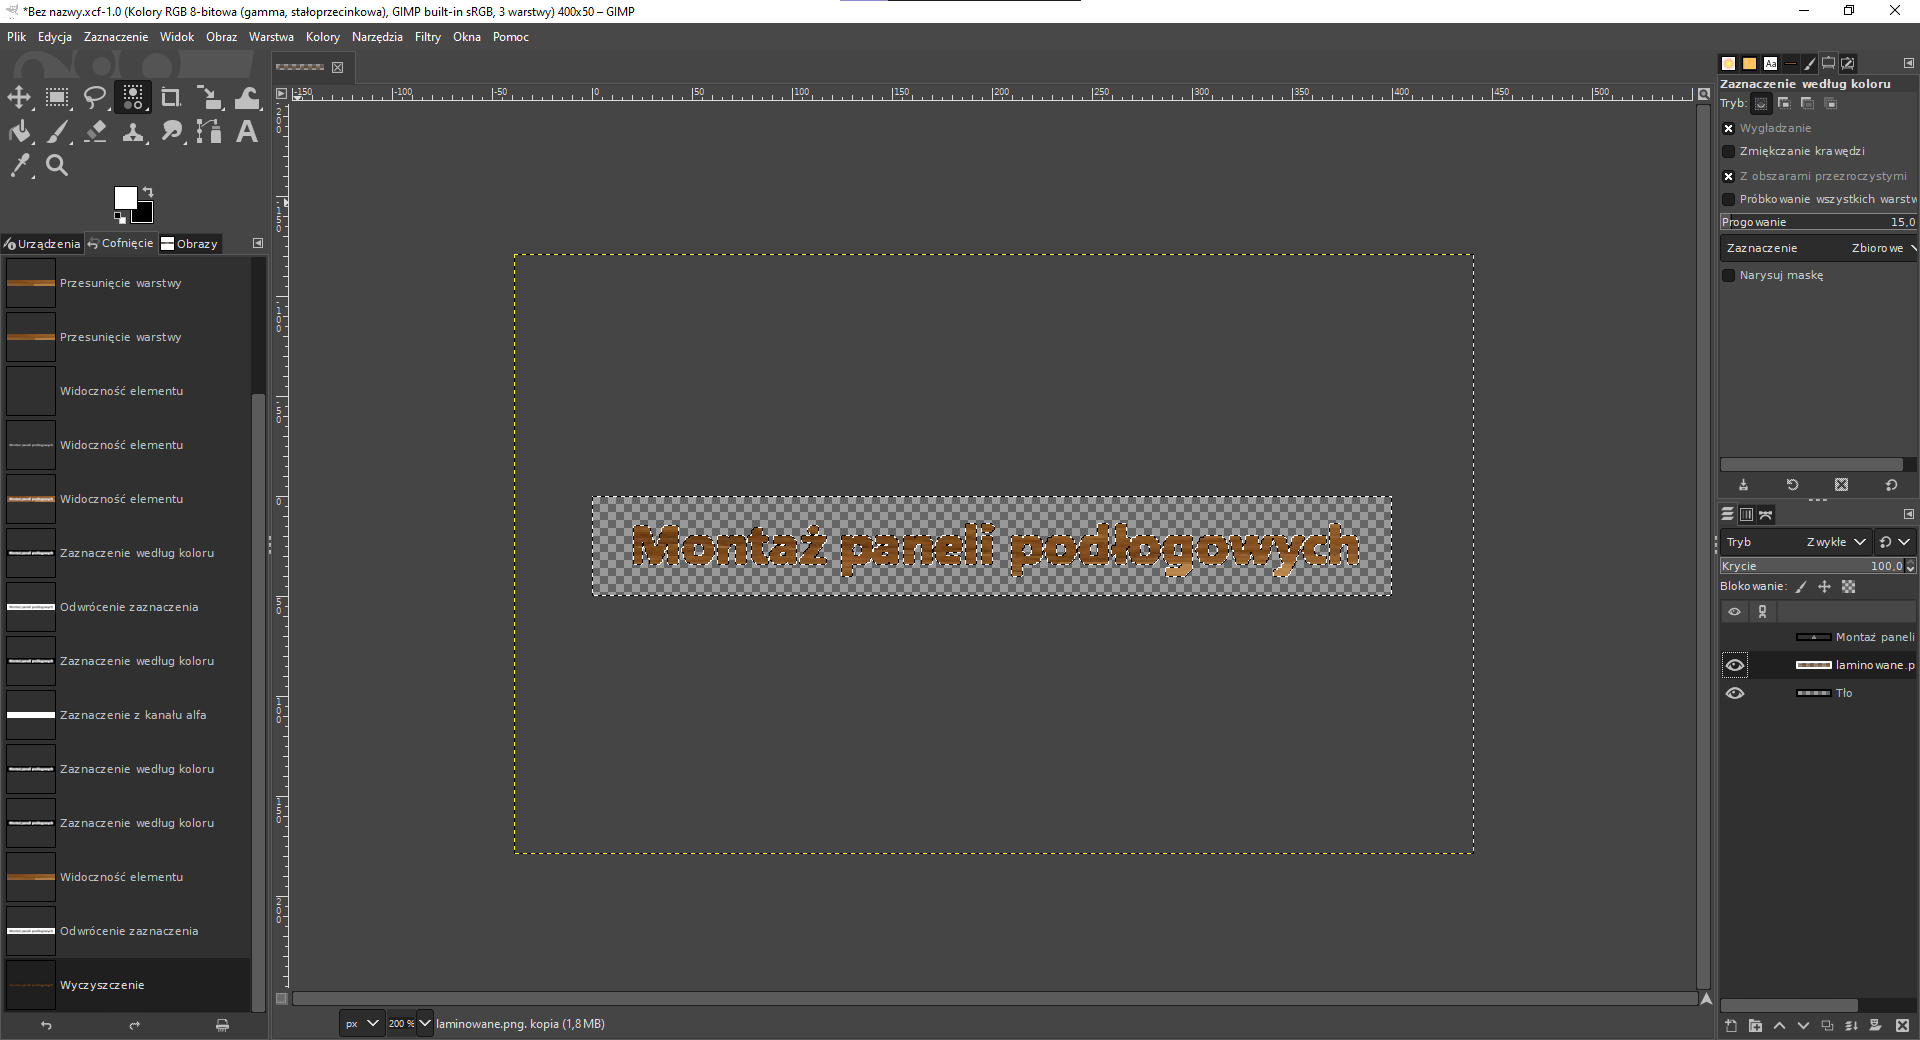 *Bez nazwy.xcf-1.0 (Kolory RGB 8-bitowa (gamma, stałoprzecinkowa), GIMP built-in sRGB, 3 warstwy) 400x50 – GIMP
Plik Edycja Zaznaczenie Widok Obraz Warstwa Kolory Narzędzia Filtry Okna Pomoc
Urządzenia Cofnięcie Obrazy
Przesunięcie warstwy
Przesunięcie warstwy
Widoczność elementu
Widoczność elementu
Widoczność elementu
Zaznaczenie według koloru
Odwrócenie zaznaczenia
Zaznaczenie według koloru
Zaznaczenie z kanału alfa
Zaznaczenie według koloru
Zaznaczenie według koloru
Widoczność elementu
Odwrócenie zaznaczenia
Wyczyszczenie
-150 -100 -50 0 50 100 150 200 250 300 350 400 450 500
Montaż paneli podłogowych
px 200 % laminowane.png. kopia (1,8 MB)
Aa
Zaznaczenie według koloru
Tryb:
Wygładzanie
Zmiękczanie krawędzi
Z obszarami przezroczystymi
Próbkowanie wszystkich warstw
Progowanie 15,0
Zaznaczenie Zbiorowe
Narysuj maskę
Tryb Zwykłe
Krycie 100,0
Blokowanie:
Montaż paneli
laminowane.p
Tło